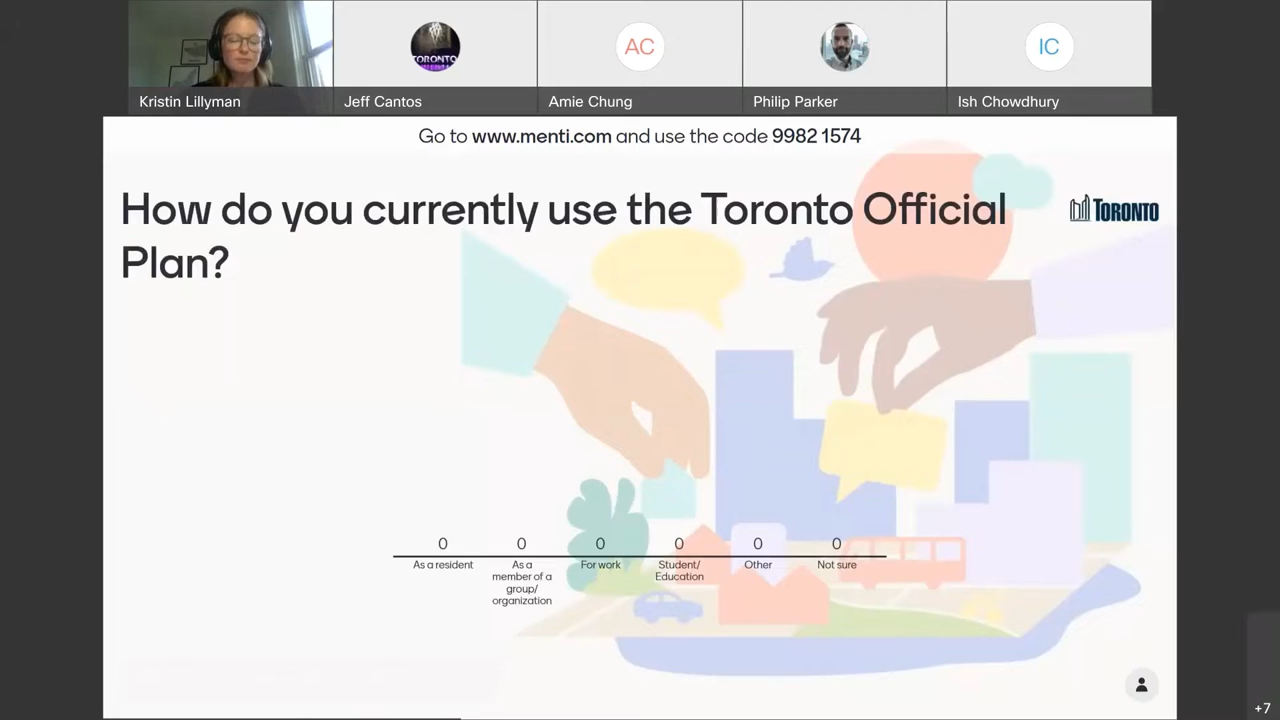 TORONTO
AC
IC
Kristin Lillyman
Jeff Cantos
Amie Chung
Philip Parker
Ish Chowdhury
Go to www.menti.com and use the code 9982 1574
How do you currently use the Toronto Official
Plan?
TORONTO
0
0
0
0
0
0
As a resident
As a
member of a
group/
organization
For work
Student/
Education
Other
Not sure
+7